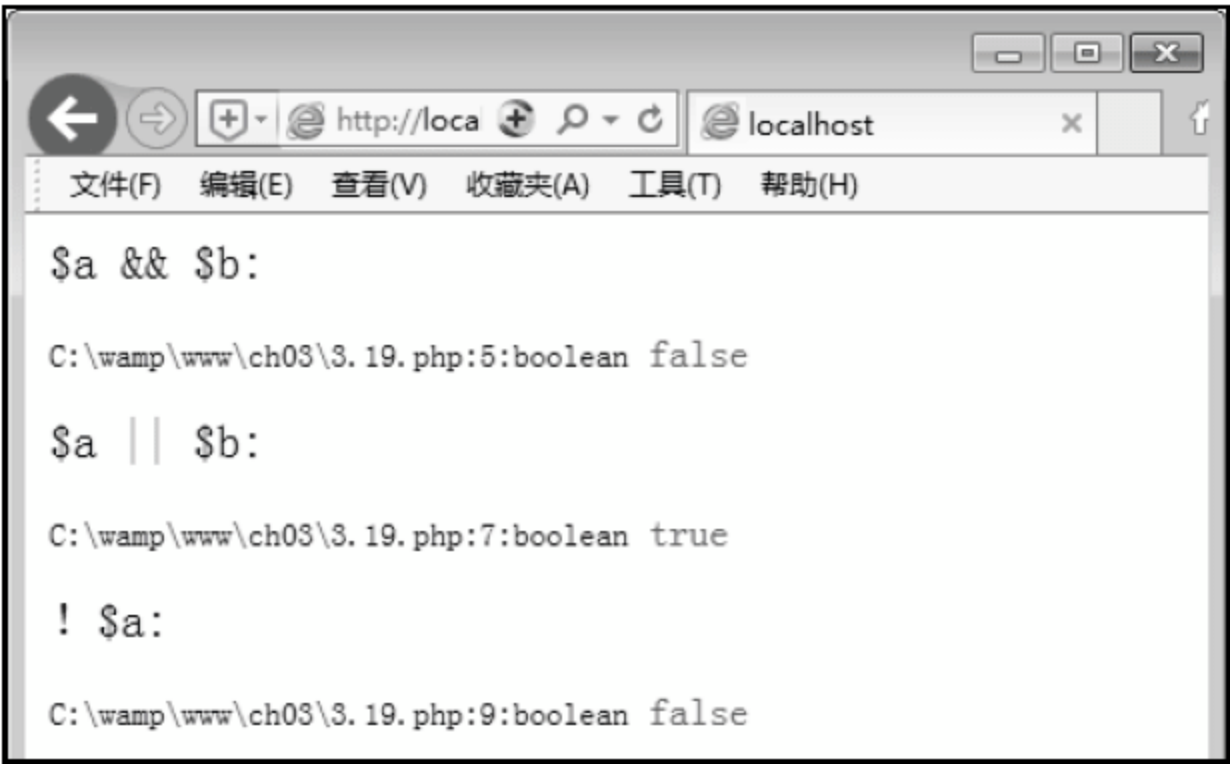 http://loca localhost
文件(F) 编辑(E) 查看(V) 收藏夹(A) 工具(T) 帮助(H)
$a && $b:
C:\wamp\www\ch03\3.19.php:5:boolean false
$a || $b:
C:\wamp\www\ch03\3.19.php:7:boolean true
! $a:
C:\wamp\www\ch03\3.19.php:9:boolean false